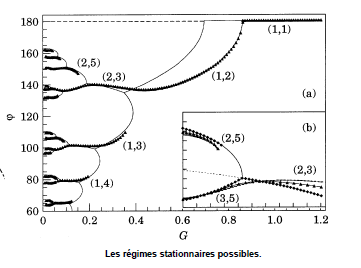 180
160
140
120
100
80
60
φ
(2,5)
(2,3)
(1,1)
(1,2)
(a)
(1,3)
(1,4)
(b)
(2,5)
(2,3)
(3,5)
0.6 0.8 1.0 1.2
0 0.2 0.4
G
Les régimes stationnaires possibles.